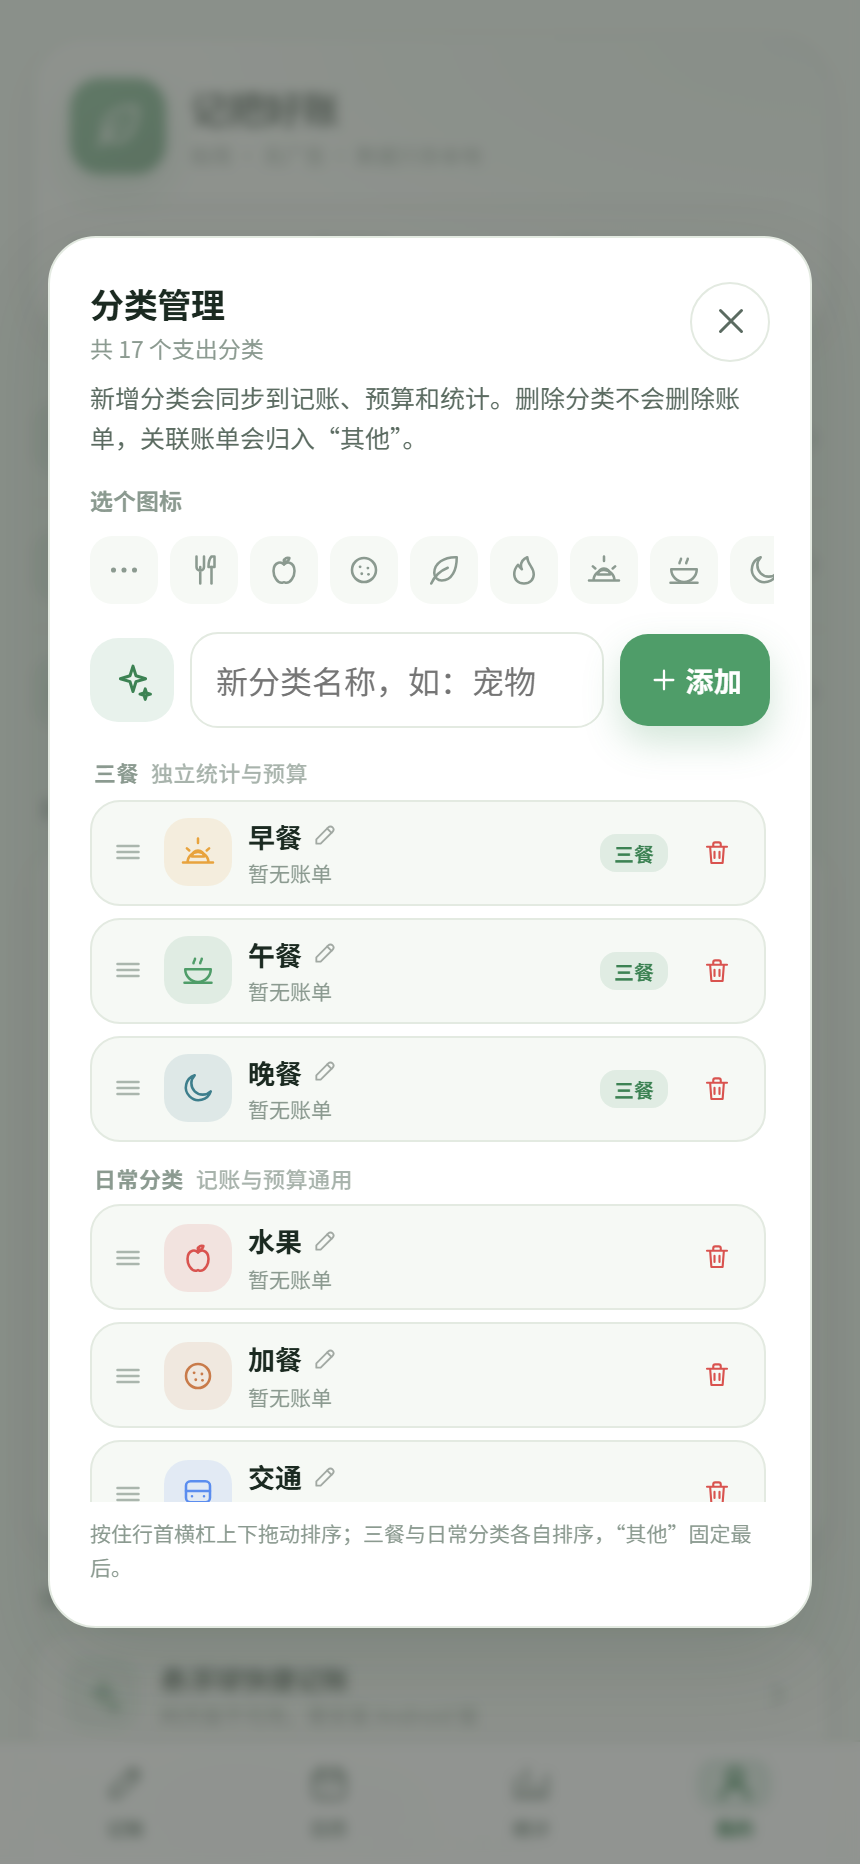 记把好账
分类管理
共 17 个支出分类
新增分类会同步到记账、预算和统计。删除分类不会删除账
单，关联账单会归入“其他”。
选个图标
新分类名称，如：宠物
添加
三餐 独立统计与预算
早餐
暂无账单
三餐
午餐
暂无账单
三餐
晚餐
暂无账单
三餐
日常分类 记账与预算通用
水果
暂无账单
加餐
暂无账单
交通
按住行首横杠上下拖动排序；三餐与日常分类各自排序，“其他”固定最
后。